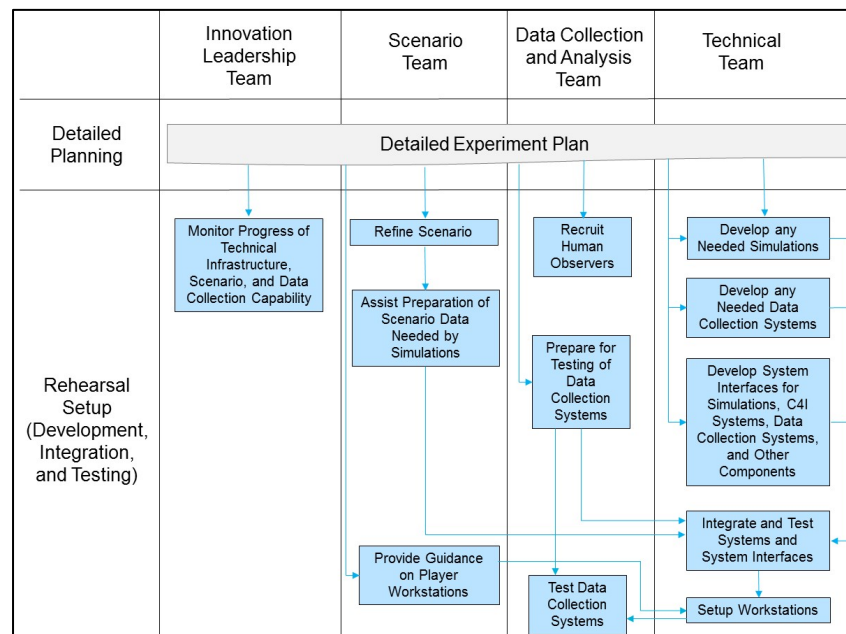 Innovation
Leadership
Team
Scenario
Team
Data Collection
and Analysis
Team
Technical
Team
Detailed
Planning
Detailed Experiment Plan
Rehearsal
Setup
(Development,
Integration,
and Testing)
Monitor Progress of
Technical
Infrastructure,
Scenario, and Data
Collection Capability
Refine Scenario
Assist Preparation of
Scenario Data
Needed by
Simulations
Provide Guidance
on Player
Workstations
Recruit
Human
Observers
Prepare for
Testing of
Data
Collection
Systems
Test Data
Collection
Systems
Develop any
Needed Simulations
Develop any
Needed Data
Collection Systems
Develop System
Interfaces for
Simulations, C4I
Systems, Data
Collection Systems,
and Other
Components
Integrate and Test
Systems and
System Interfaces
Setup Workstations